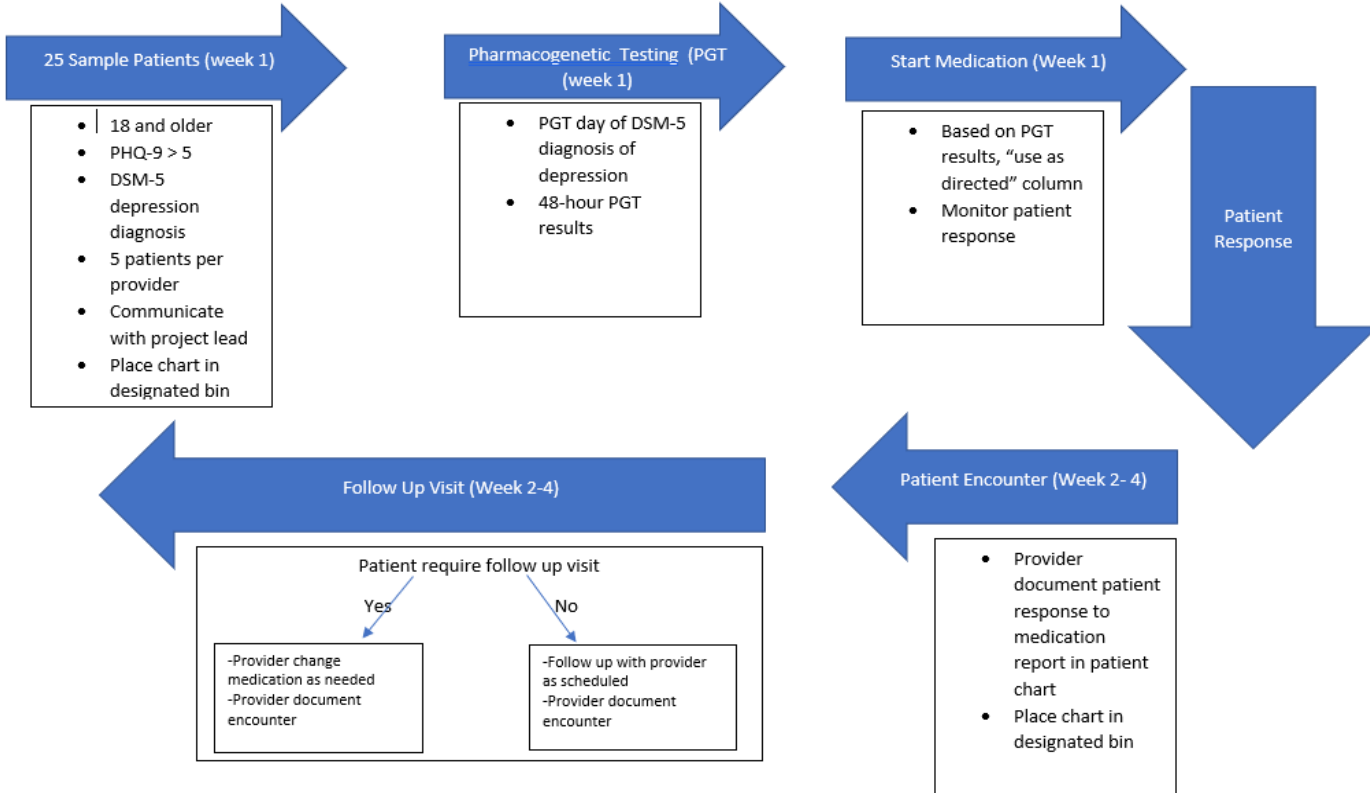 25 Sample Patients (week 1)
• 18 and older
• PHQ-9 > 5
• DSM-5
depression
diagnosis
• 5 patients per
provider
• Communicate
with project lead
• Place chart in
designated bin
Pharmacogenetic Testing (PGT
(week 1)
• PGT day of DSM-5
diagnosis of
depression
• 48-hour PGT
results
Start Medication (Week 1)
• Based on PGT
results, “use as
directed” column
• Monitor patient
response
Patient
Response
Patient Encounter (Week 2- 4)
• Provider
document patient
response to
medication
report in patient
chart
• Place chart in
designated bin
Follow Up Visit (Week 2-4)
Patient require follow up visit
Yes
No
-Provider change
medication as needed
-Provider document
encounter
-Follow up with provider
as scheduled
-Provider document
encounter